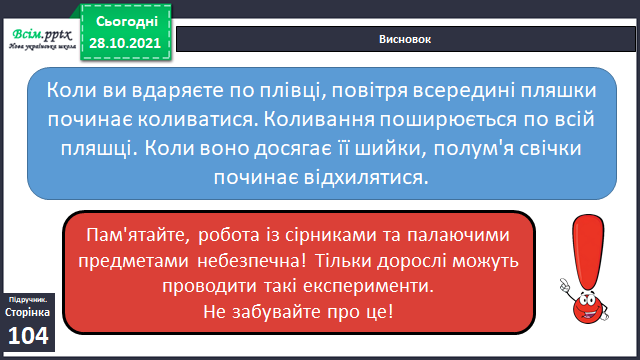 Всім.pptx
Нова українська школа
Сьогодні
28.10.2021
Висновок
Коли ви вдаряєте по плівці, повітря всередині пляшки
починає коливатися. Коливання поширюється по всій
пляшці. Коли воно досягає її шийки, полум'я свічки
починає відхилятися.
Пам'ятайте, робота із сірниками та палаючими
предметами небезпечна! Тільки дорослі можуть
проводити такі експерименти.
Не забувайте про це!
Підручник.
Сторінка
104